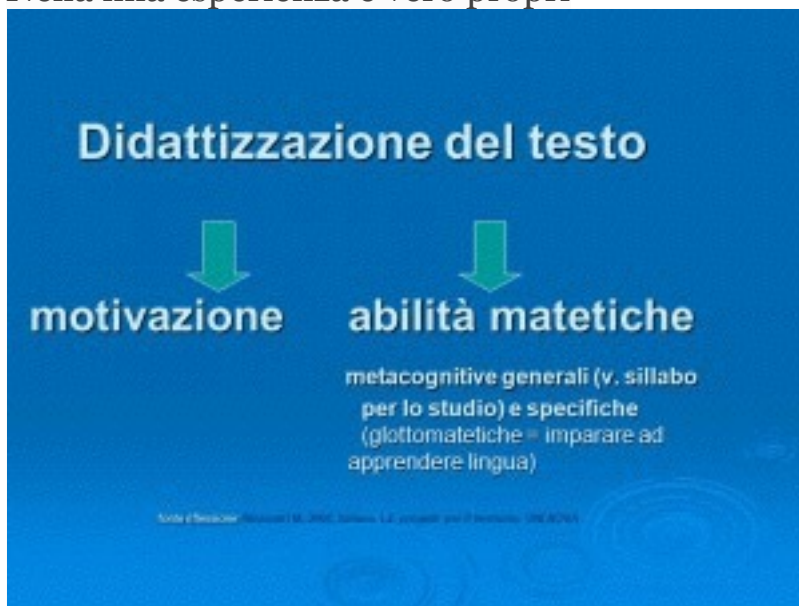 Didattizzazione del testo
motivazione
abilità matetiche
metacognitive generali (v. sillabo
per lo studio) e specifiche
(glottomatetiche = imparare ad
apprendere lingua)